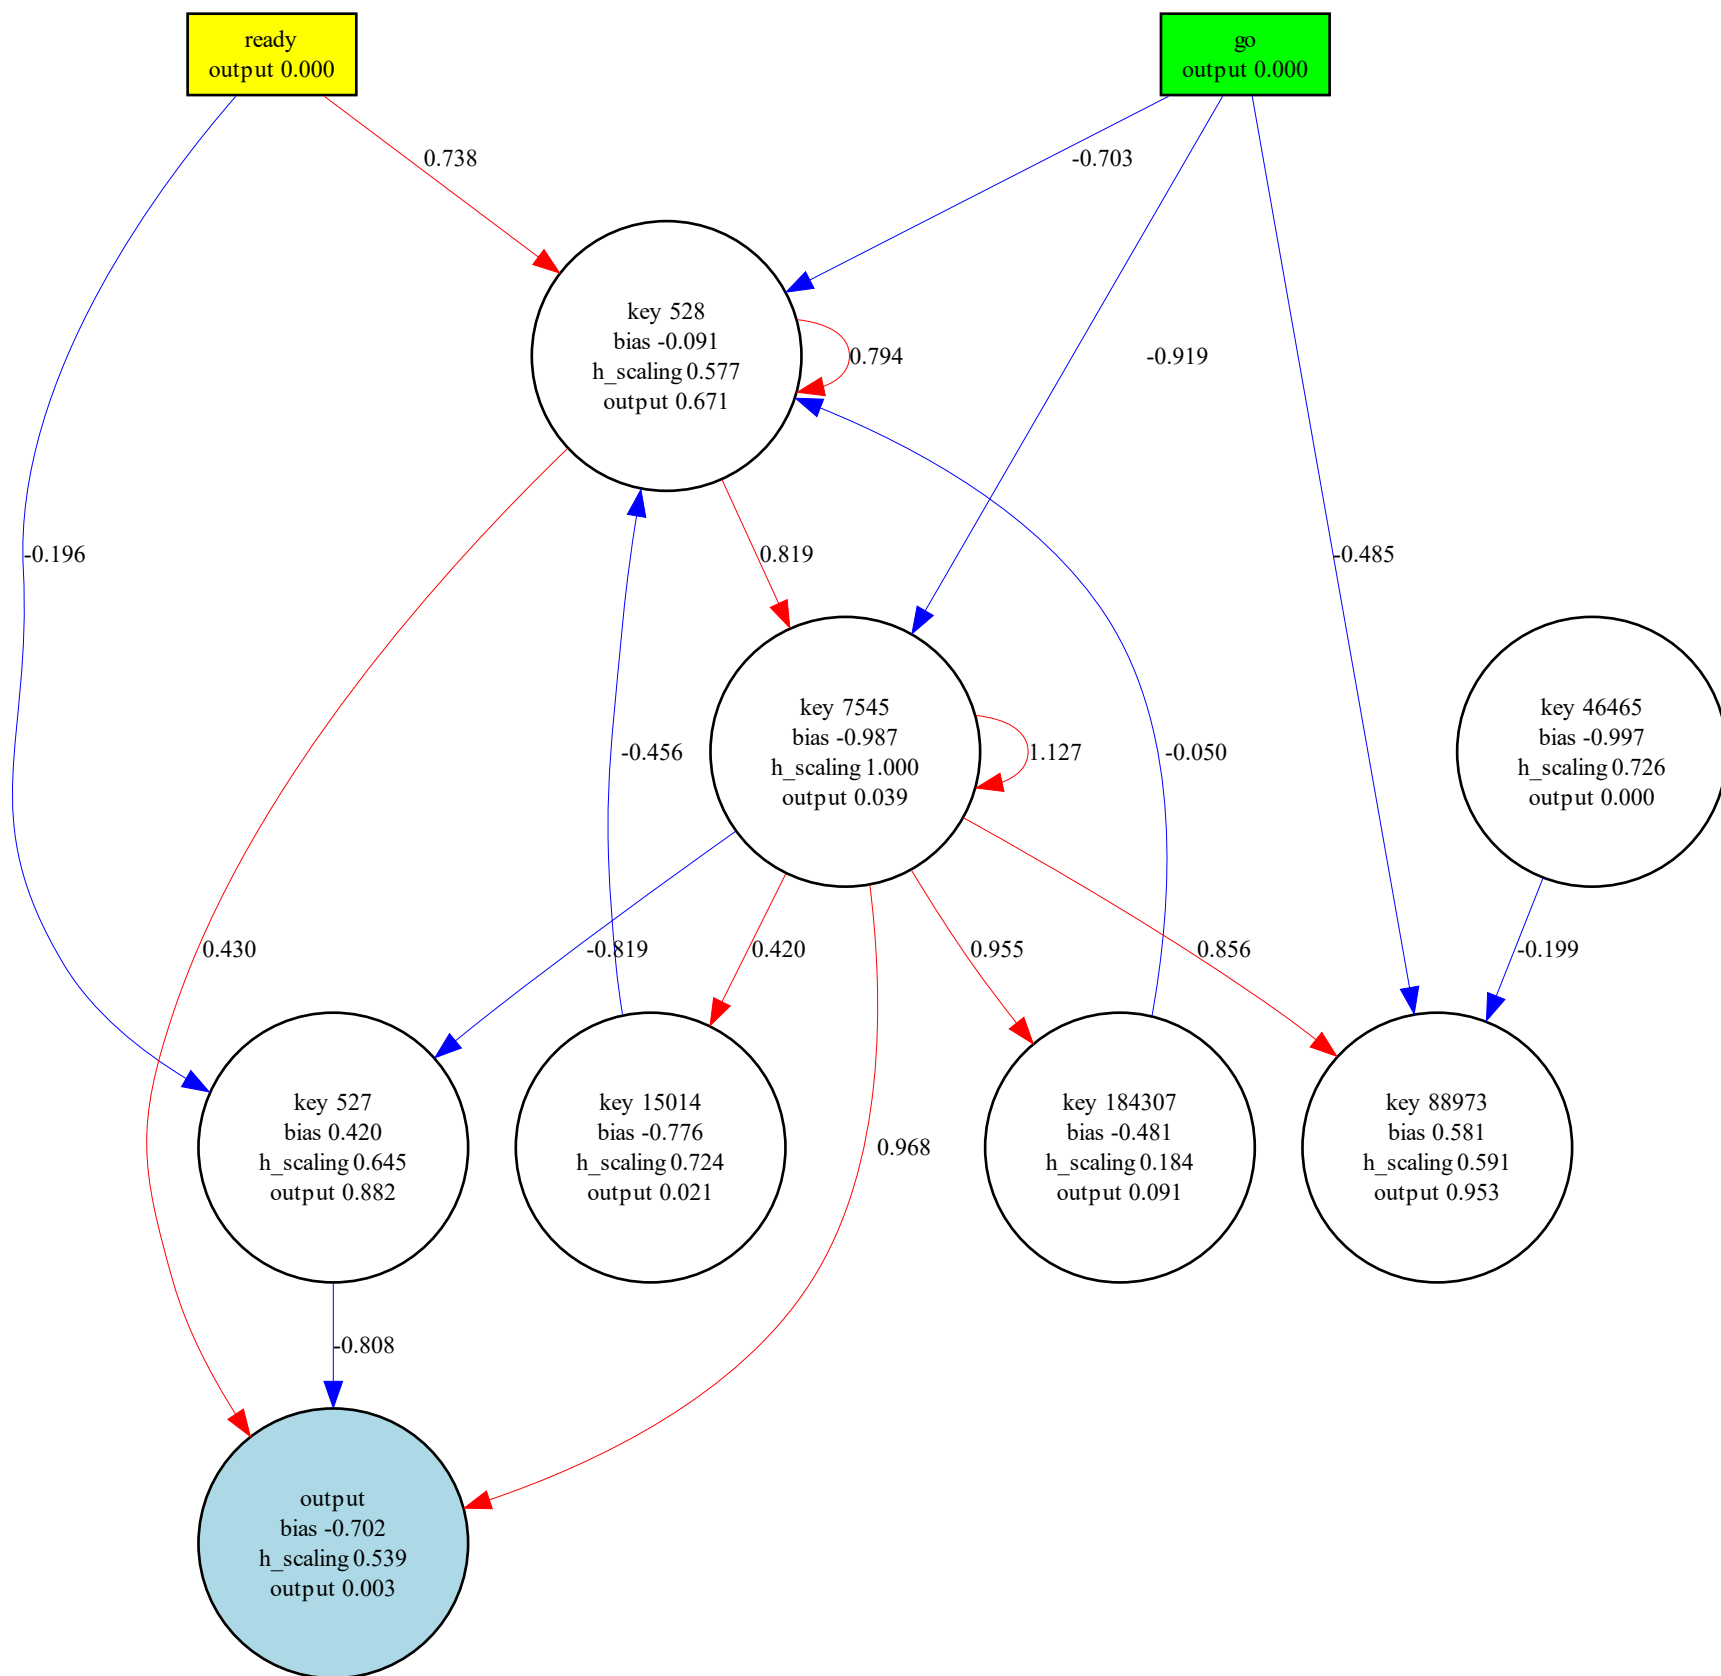 ready
output 0.000
go
output 0.000
0.738
-0.703
key 528
bias -0.091
h_scaling 0.577
output 0.671
0.794
-0.919
-0.196
0.819
-0.485
key 7545
bias -0.987
h_scaling 1.000
output 0.039
1.127
-0.456
-0.050
key 46465
bias -0.997
h_scaling 0.726
output 0.000
0.430
-0.819
0.420
0.955
0.856
-0.199
key 527
bias 0.420
h_scaling 0.645
output 0.882
key 15014
bias -0.776
h_scaling 0.724
output 0.021
0.968
key 184307
bias -0.481
h_scaling 0.184
output 0.091
key 88973
bias 0.581
h_scaling 0.591
output 0.953
-0.808
output
bias -0.702
h_scaling 0.539
output 0.003